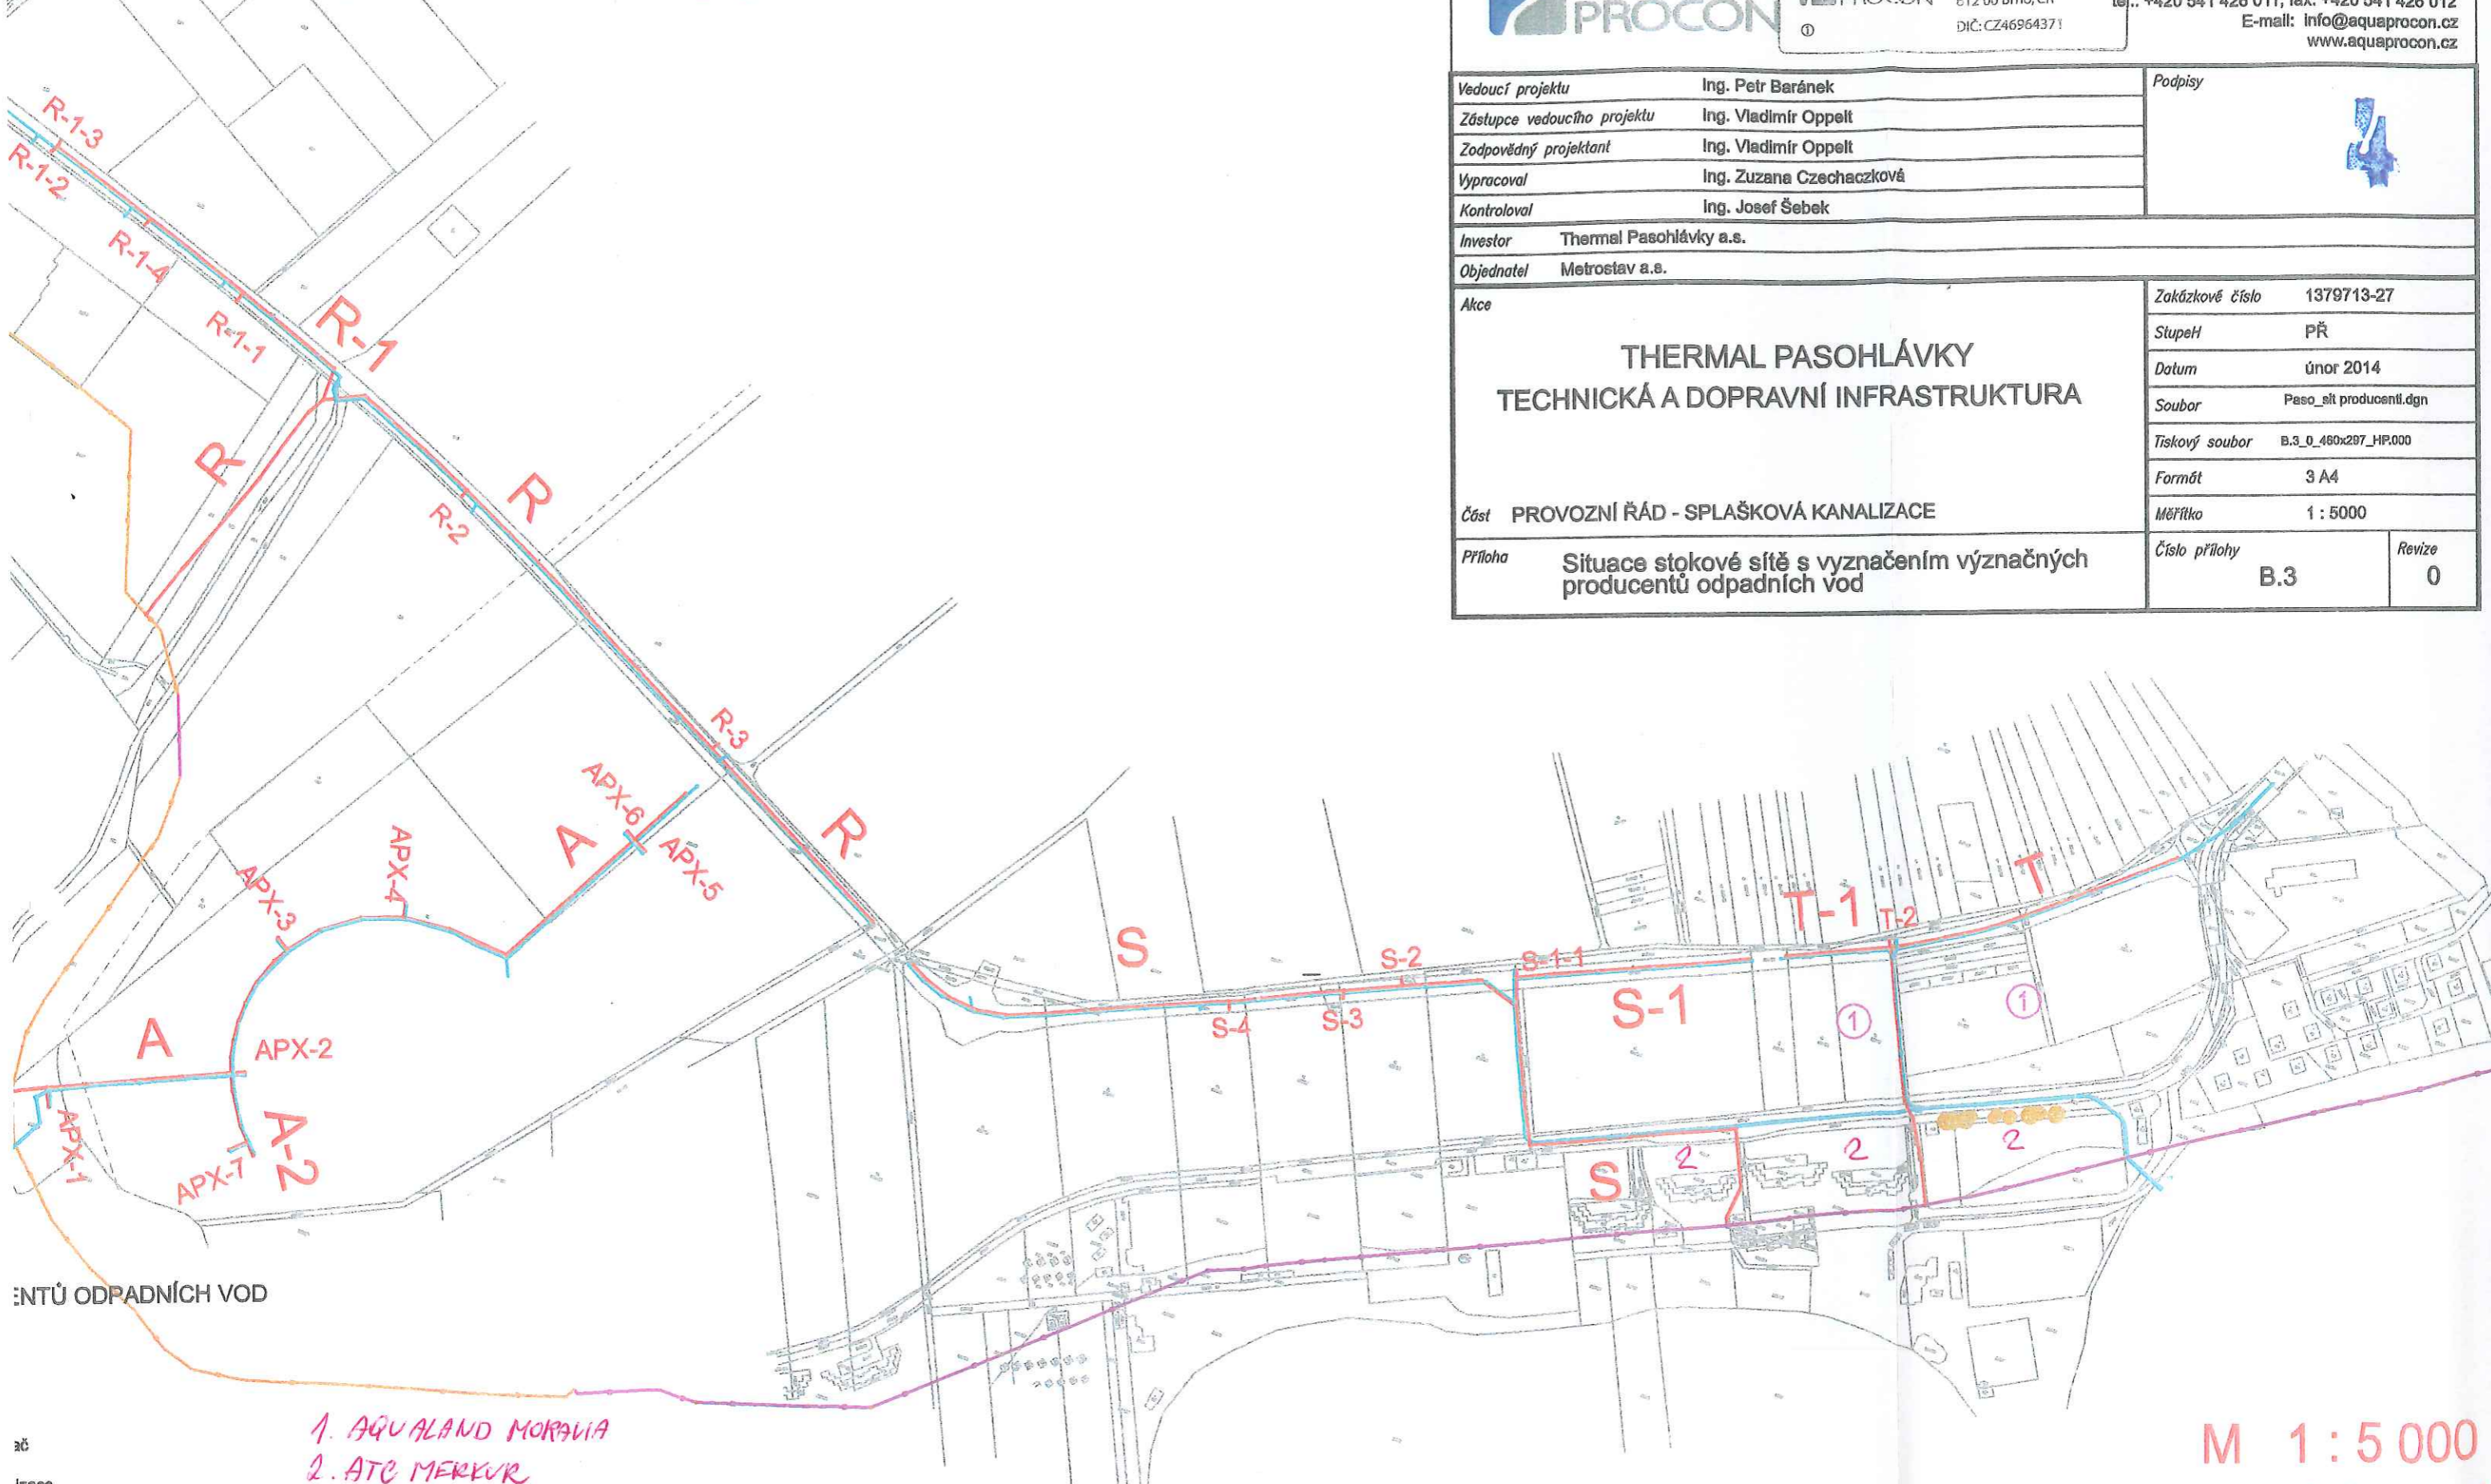 PROCON
DIČ: CZ46964371
E-mail: info@aquaprocon.cz
www.aquaprocon.cz
Vedoucí projektu Ing. Petr Baránek
Zástupce vedoucího projektu Ing. Vladimír Oppelt
Zodpovědný projektant Ing. Vladimír Oppelt
Vypracoval Ing. Zuzana Czechaczková
Kontroloval Ing. Josef Šebek
Podpisy
Investor Thermal Pasohlávky a.s.
Objednatel Metrostav a.s.
Akce
THERMAL PASOHLÁVKY
TECHNICKÁ A DOPRAVNÍ INFRASTRUKTURA
Část PROVOZNÍ ŘÁD - SPLAŠKOVÁ KANALIZACE
Příloha Situace stokové sítě s vyznačením význačných
producentů odpadních vod
Zakázkové číslo 1379713-27
StupeH PŘ
Datum únor 2014
Soubor Paso_sit producenti.dgn
Tiskový soubor B.3_0_460x297_HP.000
Formát 3 A4
Měřítko 1 : 5000
Číslo přílohy B.3
Revize 0
R-1-3
R-1-2
R-1-4
R-1-1
R-1
R
R
R-2
R-3
R
APX-6
A
APX-5
APX-4
APX-3
A
APX-2
APX-1
A-2
APX-7
S
S-2
S-1-1
S-4
S-3
S-1
T-1
T-2
T
1
1
S
2
2
2
ENTŮ ODPADNÍCH VOD
1. AQUALAND MORAVIA
2. ATC MERKUR
ač
M 1 : 5 000